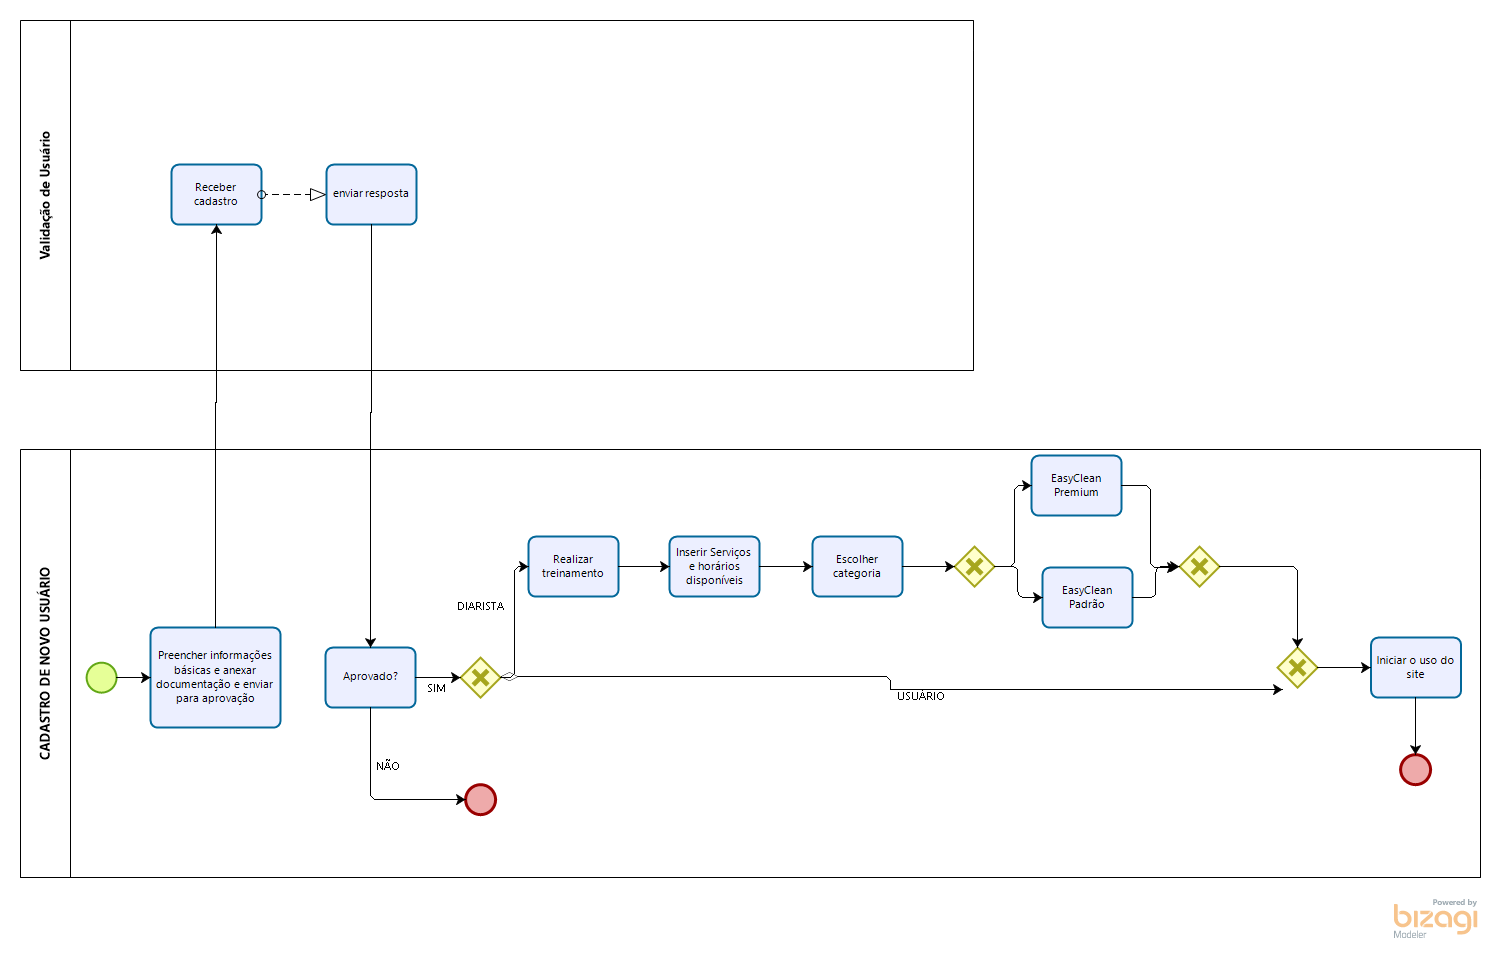 Validação de Usuário
Receber
cadastro
enviar resposta
CADASTRO DE NOVO USUÁRIO
Preencher informações
básicas e anexar
documentação e enviar
para aprovação
Aprovado?
SIM
NÃO
DIARISTA
USUÁRIO
Realizar
treinamento
Inserir Serviços
e horários
disponíveis
Escolher
categoria
EasyClean
Premium
EasyClean
Padrão
Iniciar o uso do
site
Powered by
bizagi
Modeler